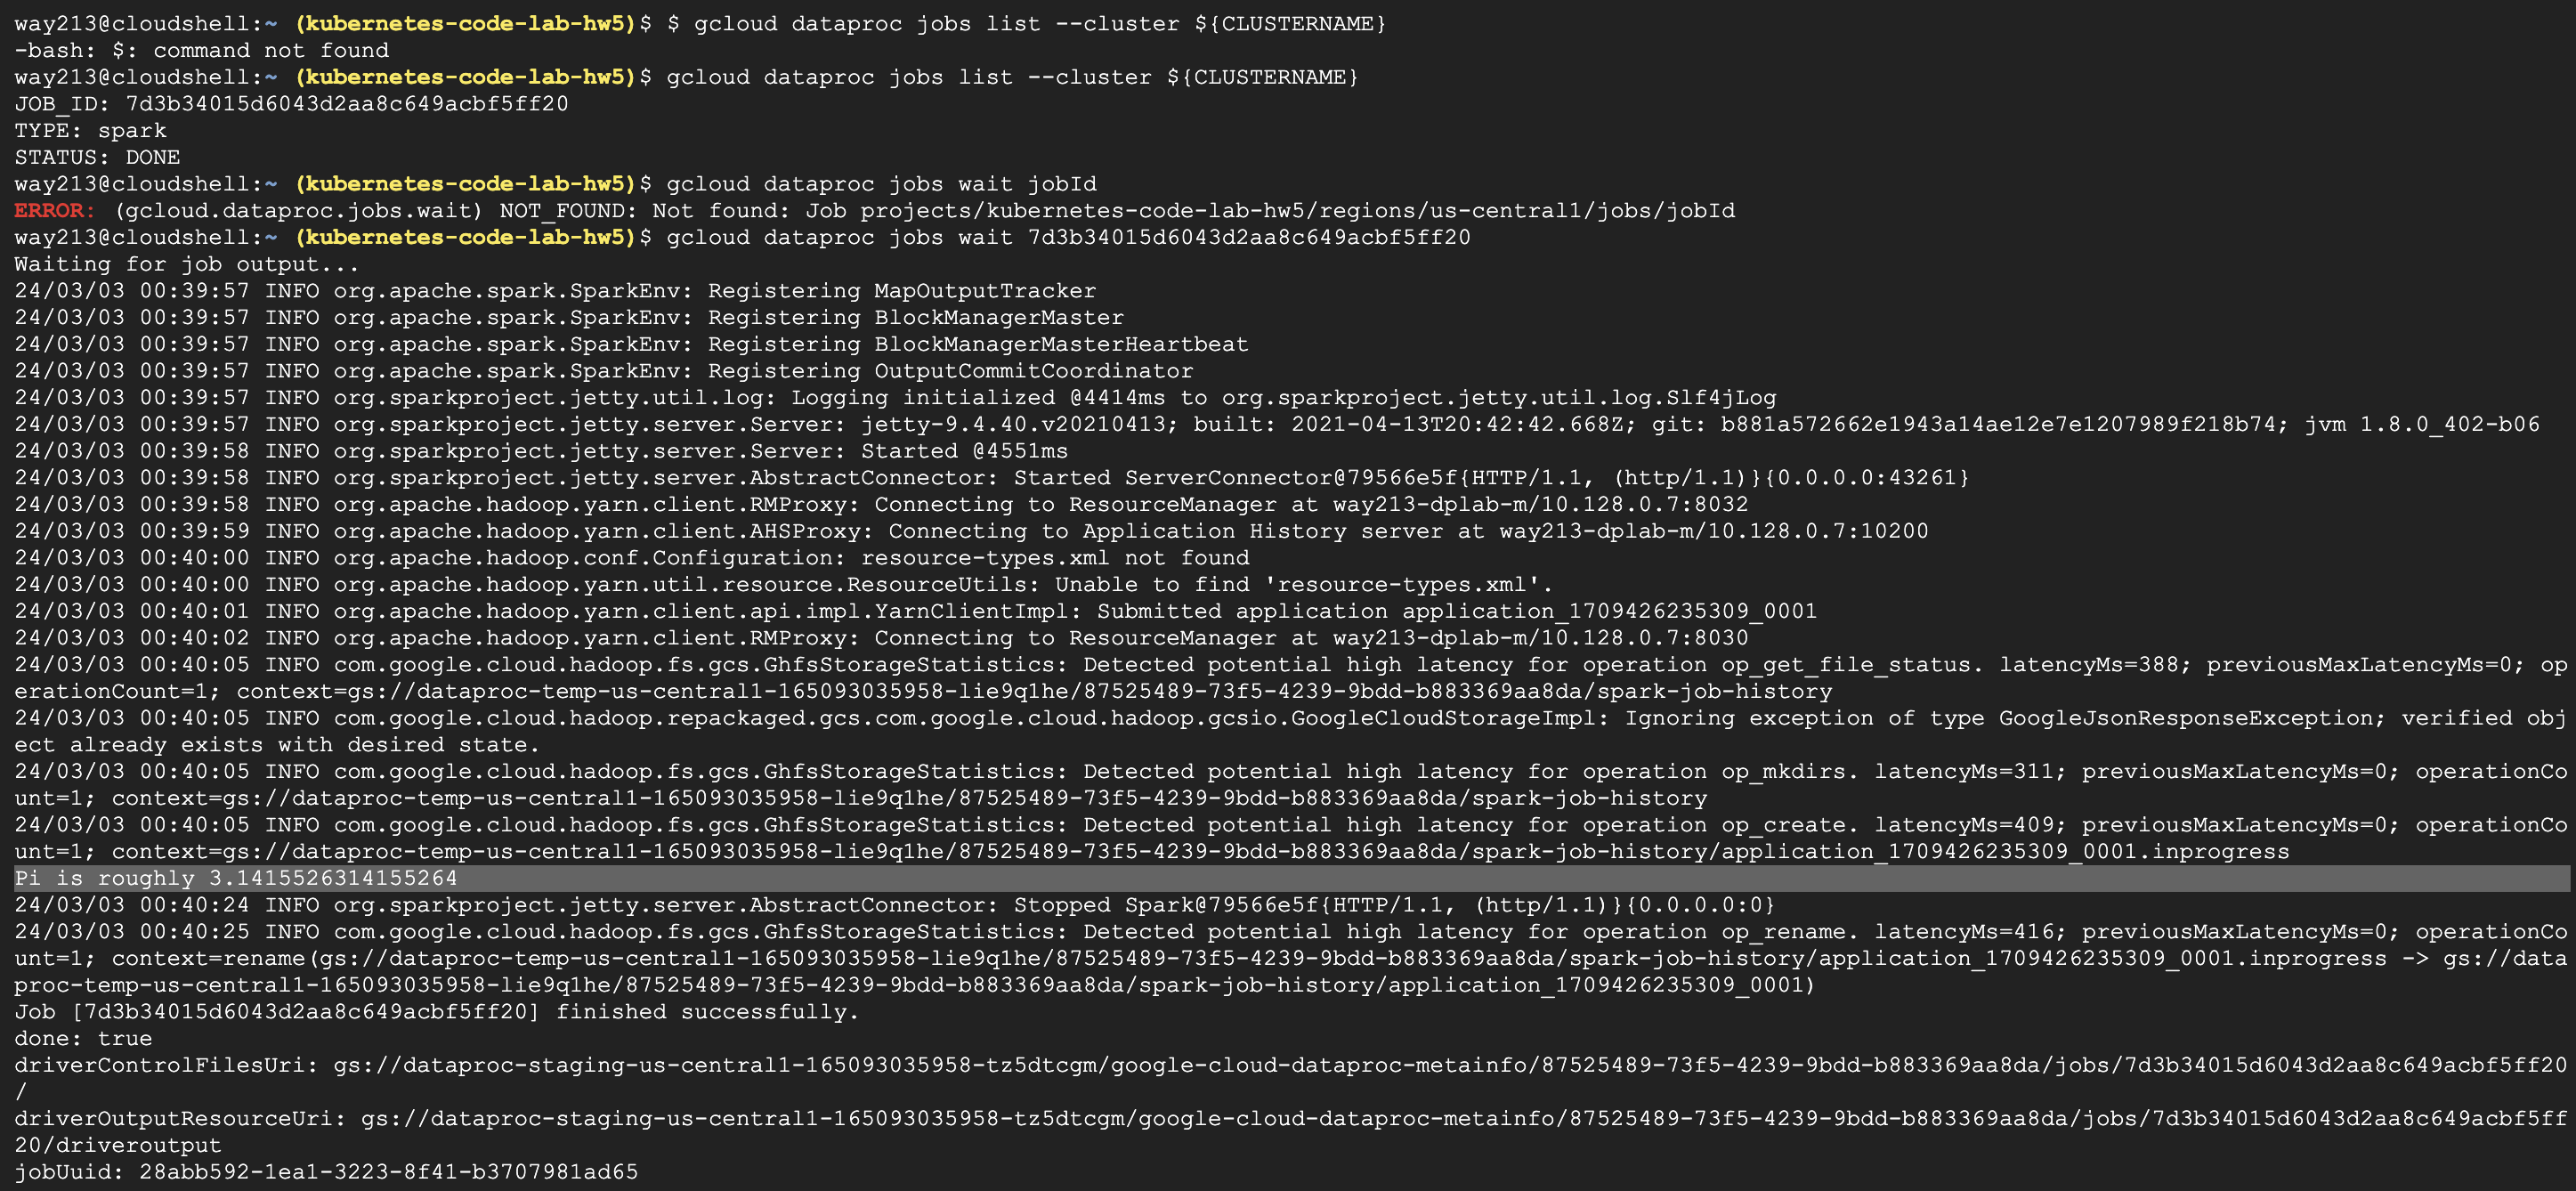 way213@cloudshell:~ (kubernetes-code-lab-hw5)$ $ gcloud dataproc jobs list --cluster ${CLUSTERNAME}
-bash: $: command not found
way213@cloudshell:~ (kubernetes-code-lab-hw5)$ gcloud dataproc jobs list --cluster ${CLUSTERNAME}
JOB_ID: 7d3b34015d6043d2aa8c649acbf5ff20
TYPE: spark
STATUS: DONE
way213@cloudshell:~ (kubernetes-code-lab-hw5)$ gcloud dataproc jobs wait jobId
ERROR: (gcloud.dataproc.jobs.wait) NOT_FOUND: Not found: Job projects/kubernetes-code-lab-hw5/regions/us-central1/jobs/jobId
way213@cloudshell:~ (kubernetes-code-lab-hw5)$ gcloud dataproc jobs wait 7d3b34015d6043d2aa8c649acbf5ff20
Waiting for job output...
24/03/03 00:39:57 INFO org.apache.spark.SparkEnv: Registering MapOutputTracker
24/03/03 00:39:57 INFO org.apache.spark.SparkEnv: Registering BlockManagerMaster
24/03/03 00:39:57 INFO org.apache.spark.SparkEnv: Registering BlockManagerMasterHeartbeat
24/03/03 00:39:57 INFO org.apache.spark.SparkEnv: Registering OutputCommitCoordinator
24/03/03 00:39:57 INFO org.sparkproject.jetty.util.log: Logging initialized @4414ms to org.sparkproject.jetty.util.log.Slf4jLog
24/03/03 00:39:57 INFO org.sparkproject.jetty.server.Server: jetty-9.4.40.v20210413; built: 2021-04-13T20:42:42.668Z; git: b881a572662e1943a14ae12e7e1207989f218b74; jvm 1.8.0_402-b06
24/03/03 00:39:58 INFO org.sparkproject.jetty.server.Server: Started @4551ms
24/03/03 00:39:58 INFO org.sparkproject.jetty.server.AbstractConnector: Started ServerConnector@79566e5f{HTTP/1.1, (http/1.1)}{0.0.0.0:43261}
24/03/03 00:39:58 INFO org.apache.hadoop.yarn.client.RMProxy: Connecting to ResourceManager at way213-dplab-m/10.128.0.7:8032
24/03/03 00:39:59 INFO org.apache.hadoop.yarn.client.AHSProxy: Connecting to Application History server at way213-dplab-m/10.128.0.7:10200
24/03/03 00:40:00 INFO org.apache.hadoop.conf.Configuration: resource-types.xml not found
24/03/03 00:40:00 INFO org.apache.hadoop.yarn.util.resource.ResourceUtils: Unable to find 'resource-types.xml'.
24/03/03 00:40:01 INFO org.apache.hadoop.yarn.client.api.impl.YarnClientImpl: Submitted application application_1709426235309_0001
24/03/03 00:40:02 INFO org.apache.hadoop.yarn.client.RMProxy: Connecting to ResourceManager at way213-dplab-m/10.128.0.7:8030
24/03/03 00:40:05 INFO com.google.cloud.hadoop.fs.gcs.GhfsStorageStatistics: Detected potential high latency for operation op_get_file_status. latencyMs=388; previousMaxLatencyMs=0; op
erationCount=1; context=gs://dataproc-temp-us-central1-165093035958-lie9q1he/87525489-73f5-4239-9bdd-b883369aa8da/spark-job-history
24/03/03 00:40:05 INFO com.google.cloud.hadoop.repackaged.gcs.com.google.cloud.hadoop.gcsio.GoogleCloudStorageImpl: Ignoring exception of type GoogleJsonResponseException; verified obj
ect already exists with desired state.
24/03/03 00:40:05 INFO com.google.cloud.hadoop.fs.gcs.GhfsStorageStatistics: Detected potential high latency for operation op_mkdirs. latencyMs=311; previousMaxLatencyMs=0; operationCo
unt=1; context=gs://dataproc-temp-us-central1-165093035958-lie9q1he/87525489-73f5-4239-9bdd-b883369aa8da/spark-job-history
24/03/03 00:40:05 INFO com.google.cloud.hadoop.fs.gcs.GhfsStorageStatistics: Detected potential high latency for operation op_create. latencyMs=409; previousMaxLatencyMs=0; operationCo
unt=1; context=gs://dataproc-temp-us-central1-165093035958-lie9q1he/87525489-73f5-4239-9bdd-b883369aa8da/spark-job-history/application_1709426235309_0001.inprogress
Pi is roughly 3.1415526314155264
24/03/03 00:40:24 INFO org.sparkproject.jetty.server.AbstractConnector: Stopped Spark@79566e5f{HTTP/1.1, (http/1.1)}{0.0.0.0:0}
24/03/03 00:40:25 INFO com.google.cloud.hadoop.fs.gcs.GhfsStorageStatistics: Detected potential high latency for operation op_rename. latencyMs=416; previousMaxLatencyMs=0; operationCo
unt=1; context=rename(gs://dataproc-temp-us-central1-165093035958-lie9q1he/87525489-73f5-4239-9bdd-b883369aa8da/spark-job-history/application_1709426235309_0001.inprogress -> gs://data
proc-temp-us-central1-165093035958-lie9q1he/87525489-73f5-4239-9bdd-b883369aa8da/spark-job-history/application_1709426235309_0001)
Job [7d3b34015d6043d2aa8c649acbf5ff20] finished successfully.
done: true
driverControlFilesUri: gs://dataproc-staging-us-central1-165093035958-tz5dtcgm/google-cloud-dataproc-metainfo/87525489-73f5-4239-9bdd-b883369aa8da/jobs/7d3b34015d6043d2aa8c649acbf5ff20
/
driverOutputResourceUri: gs://dataproc-staging-us-central1-165093035958-tz5dtcgm/google-cloud-dataproc-metainfo/87525489-73f5-4239-9bdd-b883369aa8da/jobs/7d3b34015d6043d2aa8c649acbf5ff
20/driveroutput
jobUuid: 28abb592-1ea1-3223-8f41-b3707981ad65